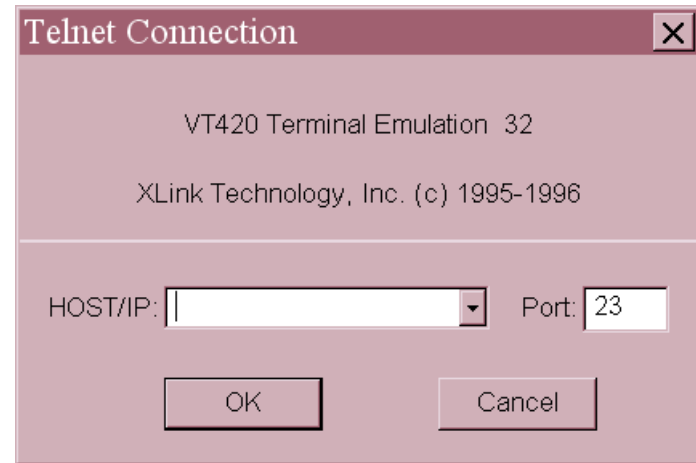 Telnet Connection
VT420 Terminal Emulation  32
XLink Technology, Inc. (c) 1995-1996
HOST/IP: Port: 23
OK Cancel